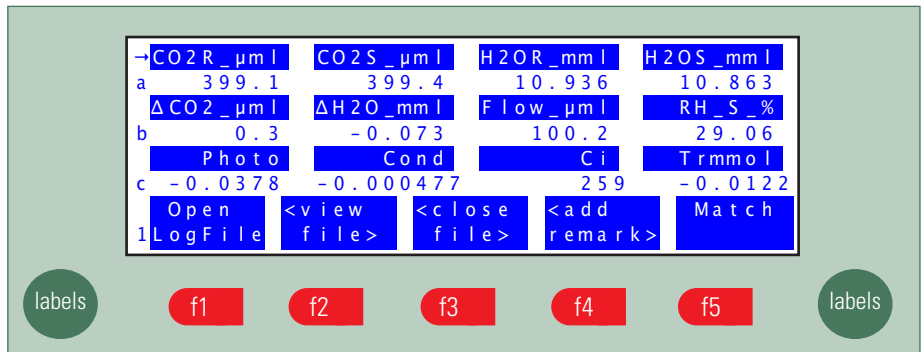 →CO2R_µml CO2S_µml H2OR_mml H2OS_mml
a 399.1 399.4 10.936 10.863
ΔCO2_µml ΔH2O_mml Flow_µml RH_S_%
b 0.3 -0.073 100.2 29.06
Photo Cond Ci Trmmol
c -0.0378 -0.000477 259 -0.0122
Open <view <close <add Match
1 LogFile file> file> remark>
labels f1 f2 f3 f4 f5 labels